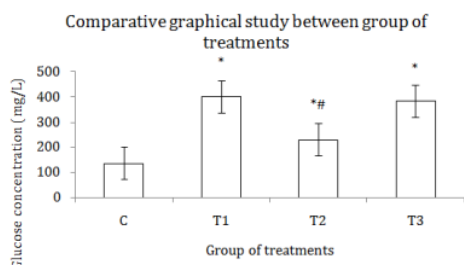 Comparative graphical study between group of
treatments
Glucose concentration (mg/L)
500
400
300
200
100
0
*
*#
*
C T1 T2 T3
Group of treatments